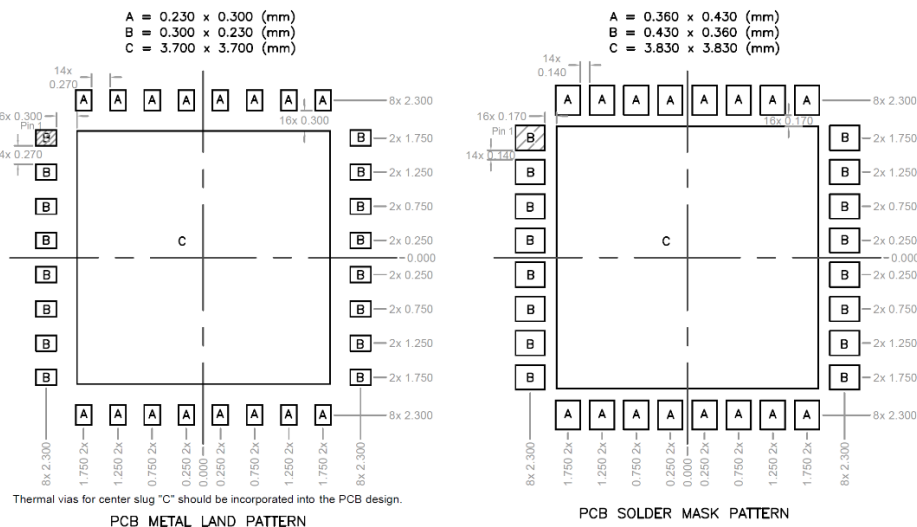 A = 0.230 x 0.300 (mm)
B = 0.300 x 0.230 (mm)
C = 3.700 x 3.700 (mm)
14x
0.270
A A A A A A A A
8x 2.300
16x 0.300
6x 0.300
Pin 1
B B 2x 1.750
4x 0.270
B B 2x 1.250
B B 2x 0.750
B C B 2x 0.250
0.000
B B 2x 0.250
B B 2x 0.750
B B 2x 1.250
B B 2x 1.750
A A A A A A A A
8x 2.300
8x 2.300
1.750 2x
1.250 2x
0.750 2x
0.250 2x
0.000
0.250 2x
0.750 2x
1.250 2x
1.750 2x
8x 2.300
Thermal vias for center slug "C" should be incorporated into the PCB design.
PCB METAL LAND PATTERN
A = 0.360 x 0.430 (mm)
B = 0.430 x 0.360 (mm)
C = 3.830 x 3.830 (mm)
14x
0.140
A A A A A A A A
8x 2.300
16x 0.170
16x 0.170
Pin 1
B B 2x 1.750
14x 0.140
B B 2x 1.250
B B 2x 0.750
B C B 2x 0.250
0.000
B B 2x 0.250
B B 2x 0.750
B B 2x 1.250
B B 2x 1.750
A A A A A A A A
8x 2.300
8x 2.300
1.750 2x
1.250 2x
0.750 2x
0.250 2x
0.000
0.250 2x
0.750 2x
1.250 2x
1.750 2x
8x 2.300
PCB SOLDER MASK PATTERN